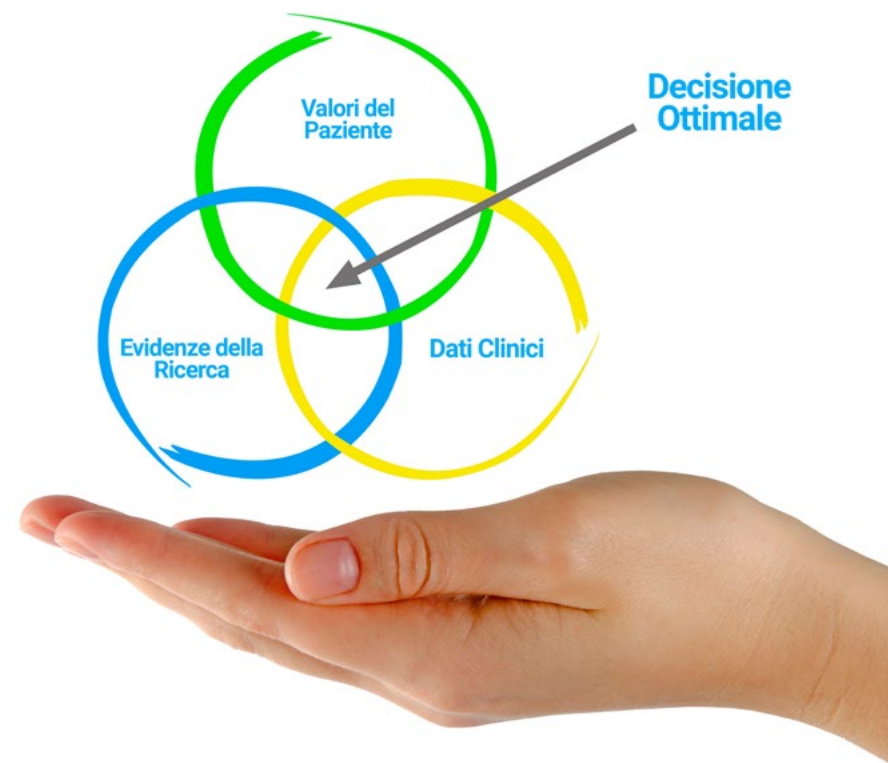 Valori del
Paziente
Decisione
Ottimale
Evidenze della
Ricerca
Dati Clinici